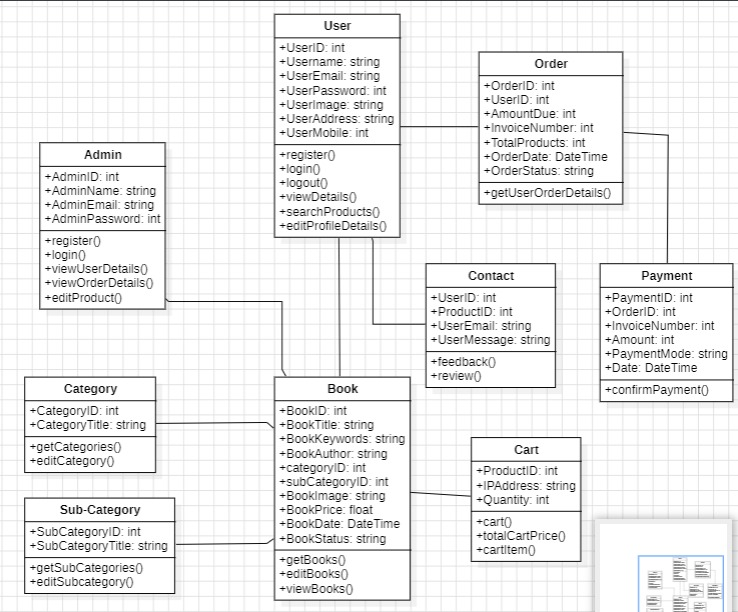 User
+UserID: int
+Username: string
+UserEmail: string
+UserPassword: int
+UserImage: string
+UserAddress: string
+UserMobile: int
+register()
+login()
+logout()
+viewDetails()
+searchProducts()
+editProfileDetails()
Order
+OrderID: int
+UserID: int
+AmountDue: int
+InvoiceNumber: int
+TotalProducts: int
+OrderDate: DateTime
+OrderStatus: string
+getUserOrderDetails()
Admin
+AdminID: int
+AdminName: string
+AdminEmail: string
+AdminPassword: int
+register()
+login()
+viewUserDetails()
+viewOrderDetails()
+editProduct()
Contact
+UserID: int
+ProductID: int
+UserEmail: string
+UserMessage: string
+feedback()
+review()
Payment
+PaymentID: int
+OrderID: int
+InvoiceNumber: int
+Amount: int
+PaymentMode: string
+Date: DateTime
+confirmPayment()
Category
+CategoryID: int
+CategoryTitle: string
+getCategories()
+editCategory()
Book
+BookID: int
+BookTitle: string
+BookKeywords: string
+BookAuthor: string
+categoryID: int
+subCategoryID: int
+BookImage: string
+BookPrice: float
+BookDate: DateTime
+BookStatus: string
+getBooks()
+editBooks()
+viewBooks()
Cart
+ProductID: int
+IPAddress: string
+Quantity: int
+cart()
+totalCartPrice()
+cartItem()
Sub-Category
+SubCategoryID: int
+SubCategoryTitle: string
+getSubCategories()
+editSubcategory()